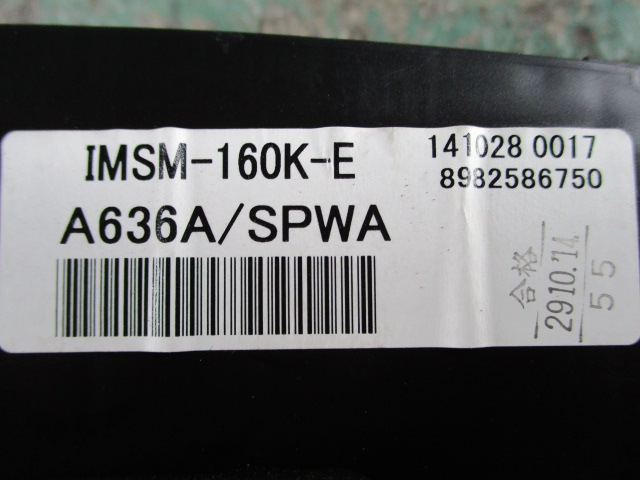 IMSM-160K-E
141028 0017
8982586750
A636A/SPWA
合格
2910.'14
55